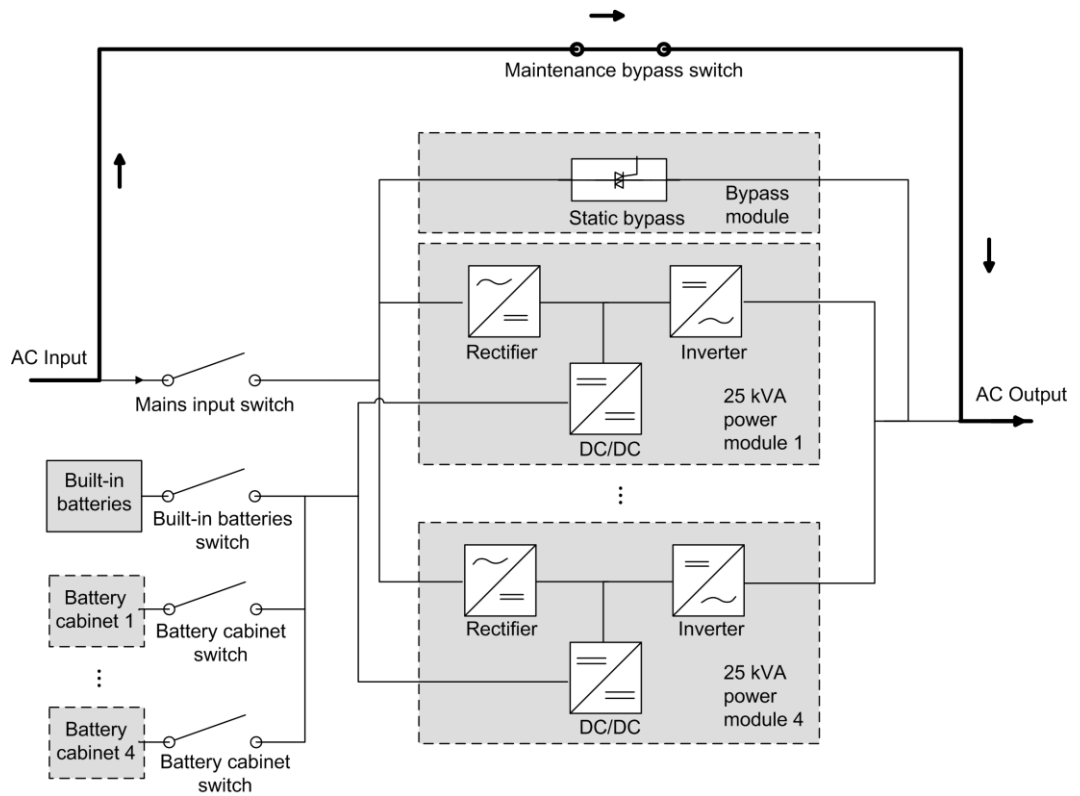 Maintenance bypass switch
Static bypass
Bypass
module
Rectifier
Inverter
AC Input
Mains input switch
DC/DC
25 kVA
power
module 1
AC Output
Built-in
batteries
Built-in batteries
switch
Rectifier
Inverter
Battery
cabinet 1
Battery cabinet
switch
DC/DC
25 kVA
power
module 4
Battery
cabinet 4
Battery cabinet
switch